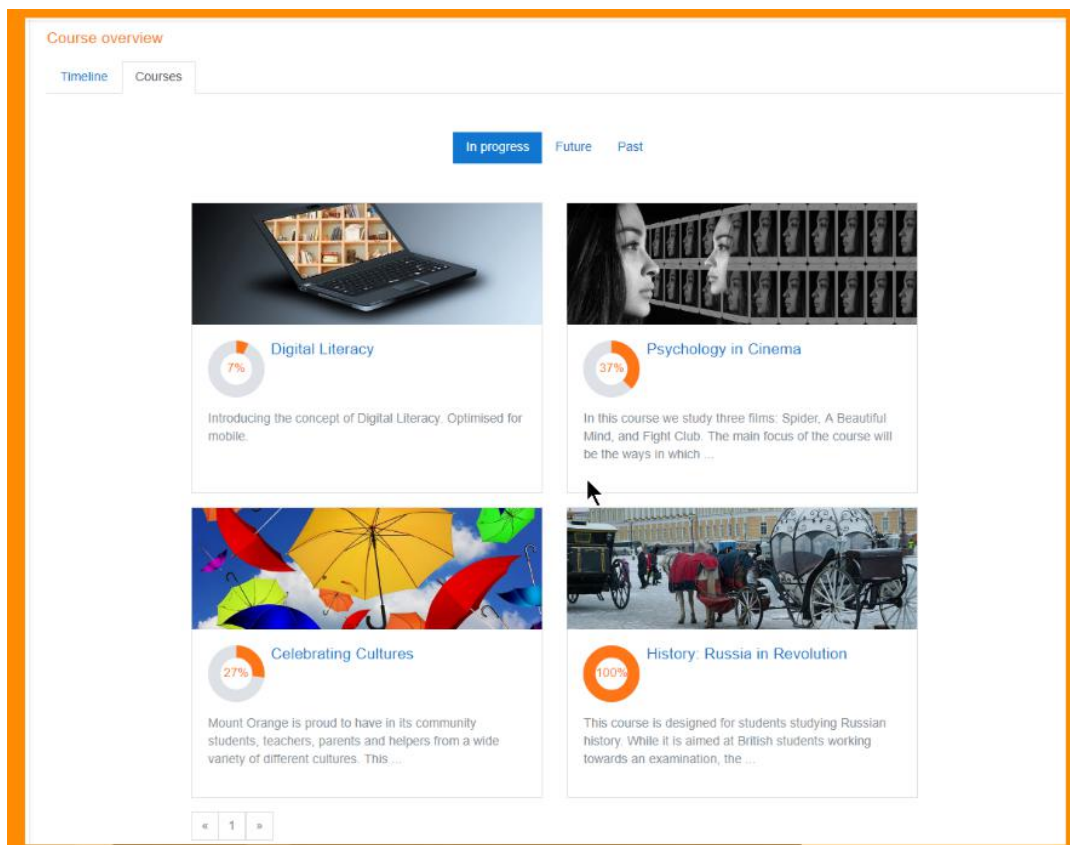 Course overview
Timeline Courses
In progress Future Past
Digital Literacy
7%
Introducing the concept of Digital Literacy. Optimised for
mobile.
Psychology in Cinema
37%
In this course we study three films: Spider, A Beautiful
Mind, and Fight Club. The main focus of the course will
be the ways in which ...
Celebrating Cultures
27%
Mount Orange is proud to have in its community
students, teachers, parents and helpers from a wide
variety of different cultures. This ...
History: Russia in Revolution
100%
This course is designed for students studying Russian
history. While it is aimed at British students working
towards an examination, the ...
« 1 »